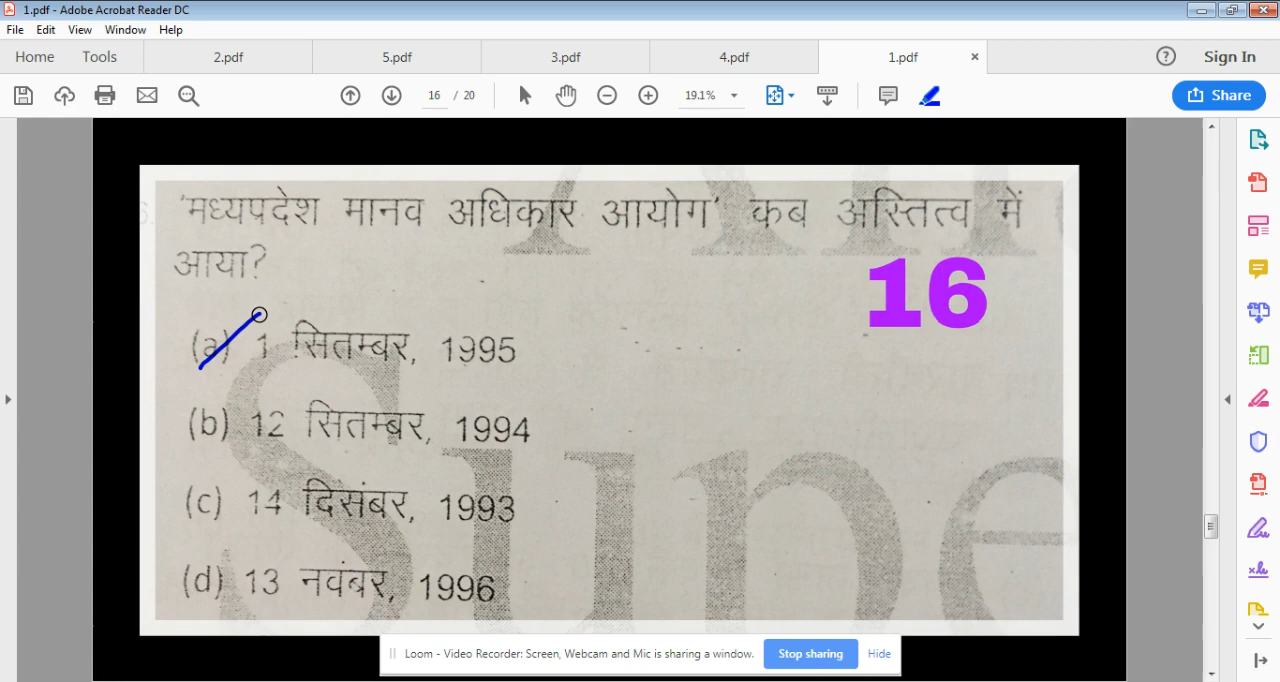 1.pdf - Adobe Acrobat Reader DC
File Edit View Window Help
Home Tools 2.pdf 5.pdf 3.pdf 4.pdf 1.pdf Sign In
16 / 20 19.1% Share
'मध्यपदेश मानव अधिकार आयोग' कब अस्तित्व में
आया?
16
(a) 1 सितम्बर, 1995
(b) 12 सितम्बर, 1994
(c) 14 दिसंबर, 1993
(d) 13 नवंबर, 1996
Sune
Loom - Video Recorder: Screen, Webcam and Mic is sharing a window. Stop sharing Hide